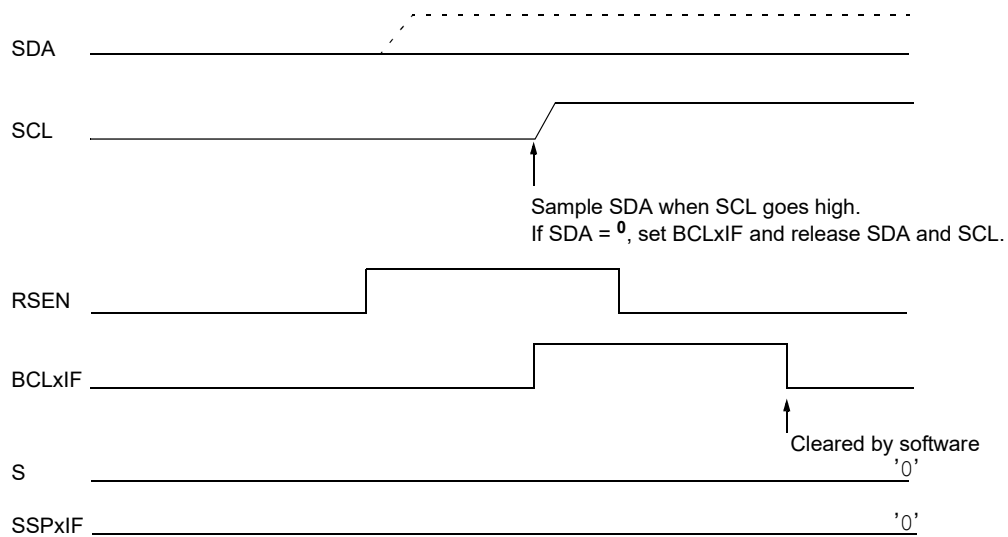 SDA
SCL
Sample SDA when SCL goes high.
If SDA = 0, set BCLxIF and release SDA and SCL.
RSEN
BCLxIF
Cleared by software
S
'0'
SSPxIF
'0'